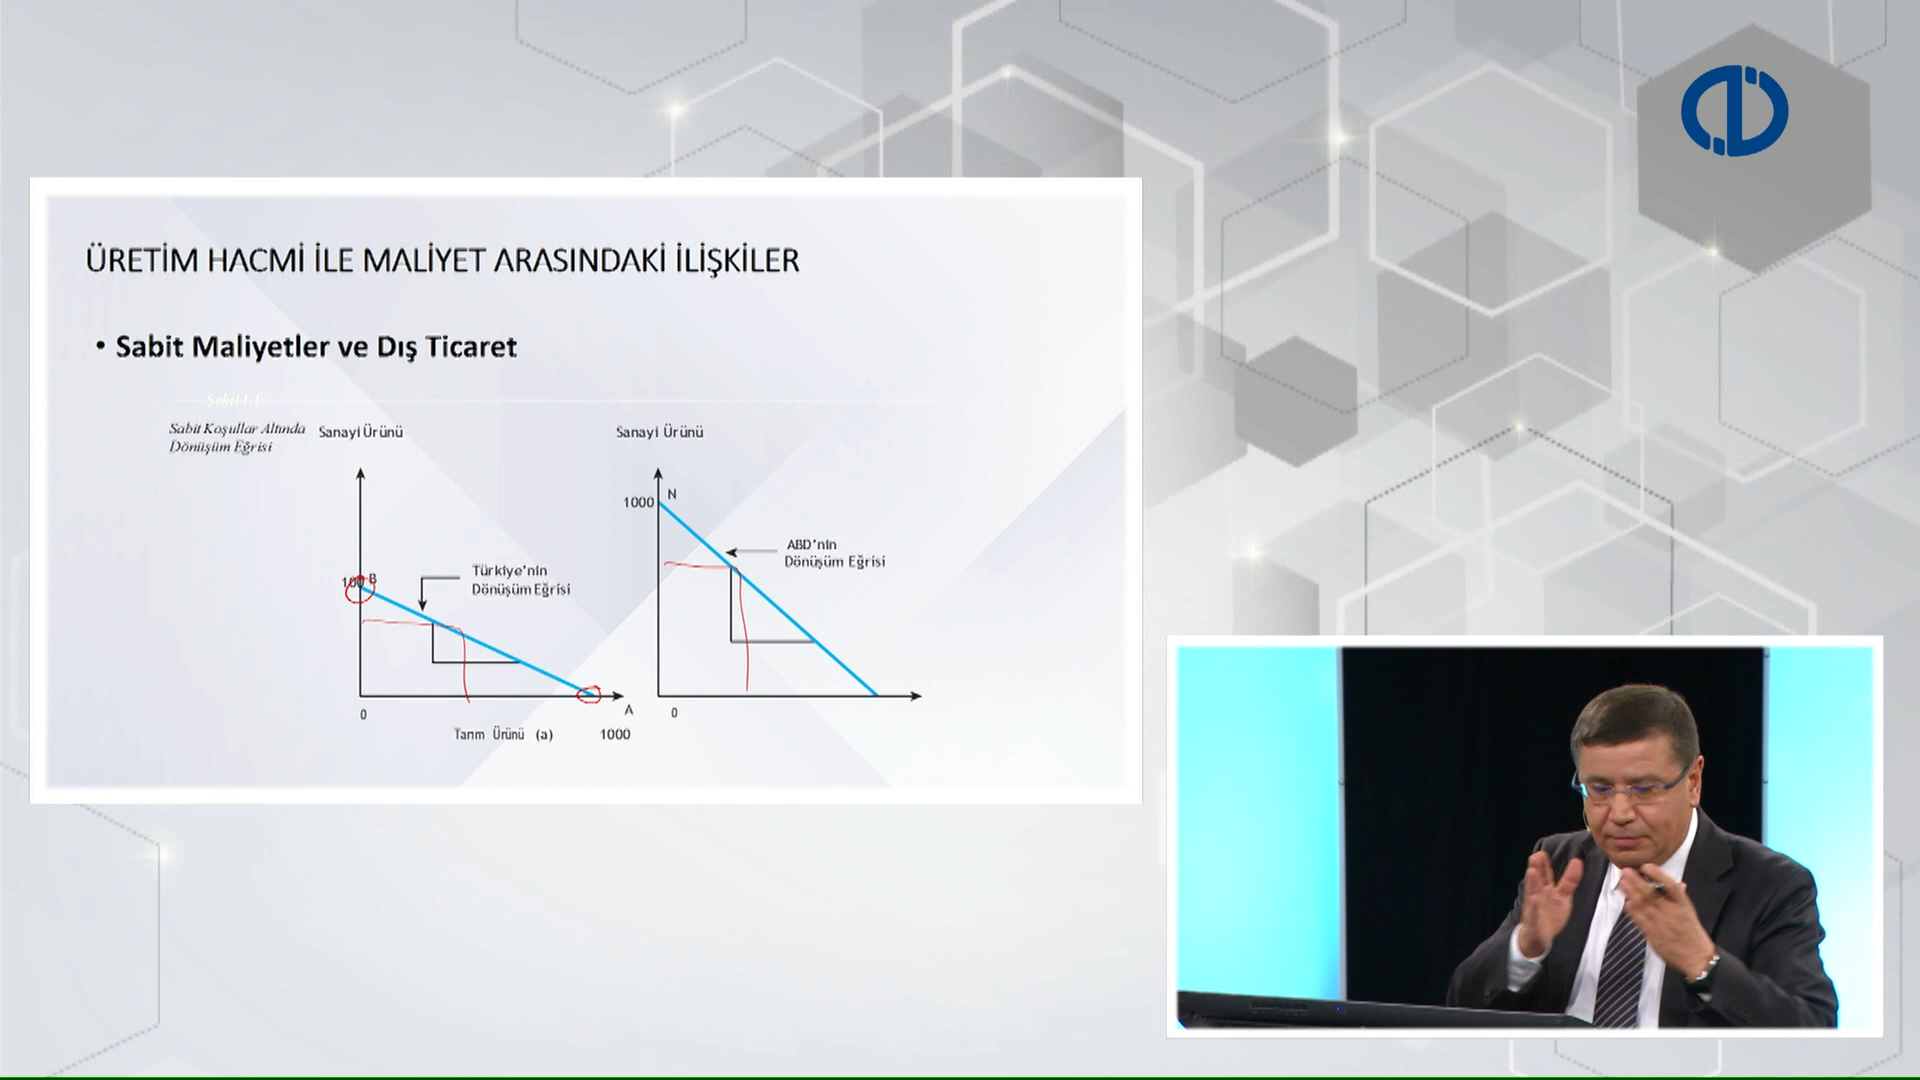 ÜRETİM HACMİ İLE MALİYET ARASINDAKİ İLİŞKİLER
• Sabit Maliyetler ve Dış Ticaret
Şekil 1.1
Sabit Koşullar Altında
Dönüşüm Eğrisi
Sanayi Ürünü
100 B
Türkiye'nin
Dönüşüm Eğrisi
0
A
Tarım Ürünü (a)
1000
Sanayi Ürünü
1000
N
ABD'nin
Dönüşüm Eğrisi
0